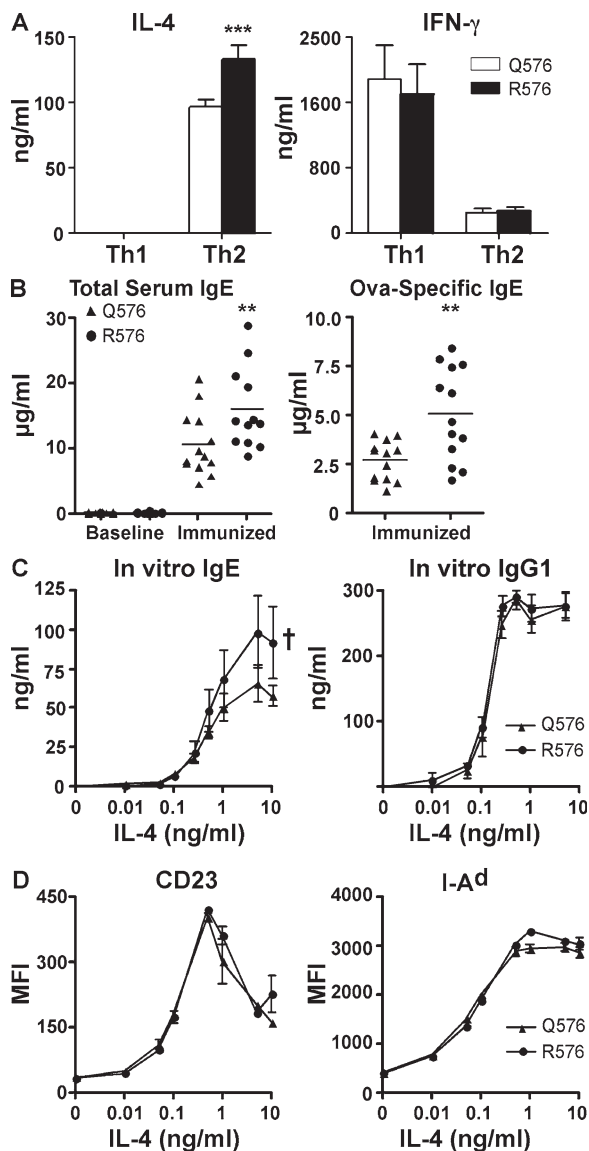 A
IL-4
IFN-γ
***
ng/ml
150
100
50
0
Th1 Th2
ng/ml
2500
1600
800
0
Th1 Th2
Q576
R576
B
Total Serum IgE
Ova-Specific IgE
Q576
R576
**
**
µg/ml
30
20
10
0
Baseline Immunized
µg/ml
10.0
7.5
5.0
2.5
0
Immunized
C
In vitro IgE
In vitro IgG1
ng/ml
125
100
75
50
25
0
†
0 0.01 0.1 1 10
IL-4 (ng/ml)
ng/ml
300
200
100
0
Q576
R576
0 0.01 0.1 1 10
IL-4 (ng/ml)
D
CD23
I-Aᵈ
MFI
450
300
150
0
0 0.01 0.1 1 10
IL-4 (ng/ml)
MFI
4000
3000
2000
1000
0
Q576
R576
0 0.01 0.1 1 10
IL-4 (ng/ml)